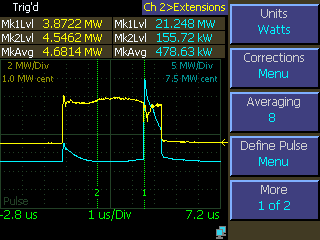 Trig'd
Ch 2>Extensions
Mk1Lvl 3.8722 MW Mk1Lvl 21.248 MW
Mk2Lvl 4.5462 MW Mk2Lvl 155.72 kW
MkAvg 4.6814 MW MkAvg 478.63 kW
2 MW/Div 5 MW/Div
1.0 MW cent 7.5 MW cent
2 1
Pulse
-2.8 us 1 us/Div 7.2 us
Units
Watts
Corrections
Menu
Averaging
8
Define Pulse
Menu
More
1 of 2